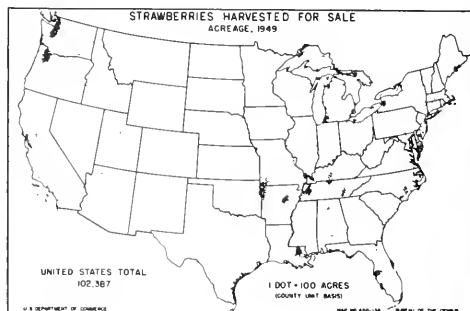 STRAWBERRIES HARVESTED FOR SALE
ACREAGE, 1949
UNITED STATES TOTAL
102,387
1 DOT = 100 ACRES
(COUNTY UNIT BASIS)
U S DEPARTMENT OF COMMERCE
BUREAU OF THE CENSUS